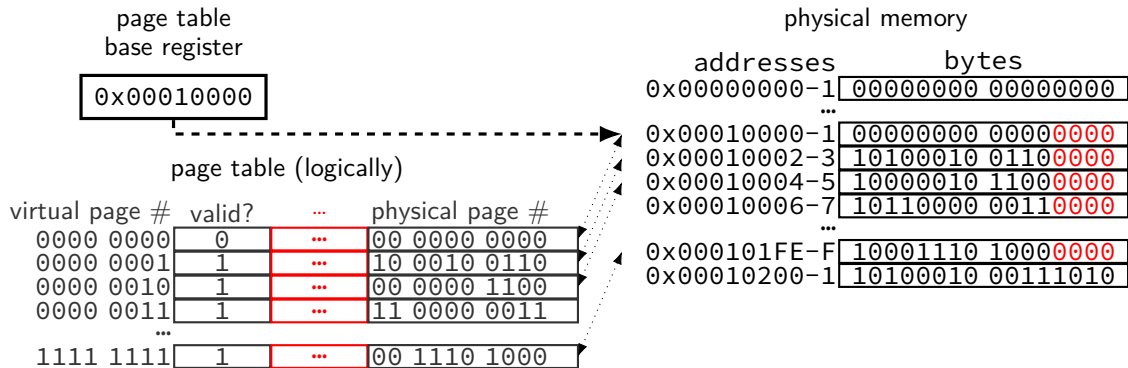 page table
base register
0x00010000
page table (logically)
virtual page # valid? … physical page #
0000 0000 0 … 00 0000 0000
0000 0001 1 … 10 0010 0110
0000 0010 1 … 00 0000 1100
0000 0011 1 … 11 0000 0011
…
1111 1111 1 … 00 1110 1000
physical memory
addresses bytes
0x00000000-1 00000000 00000000
…
0x00010000-1 00000000 00000000
0x00010002-3 10100010 01100000
0x00010004-5 10000010 11000000
0x00010006-7 10110000 00110000
…
0x000101FE-F 10001110 10000000
0x00010200-1 10100010 00111010